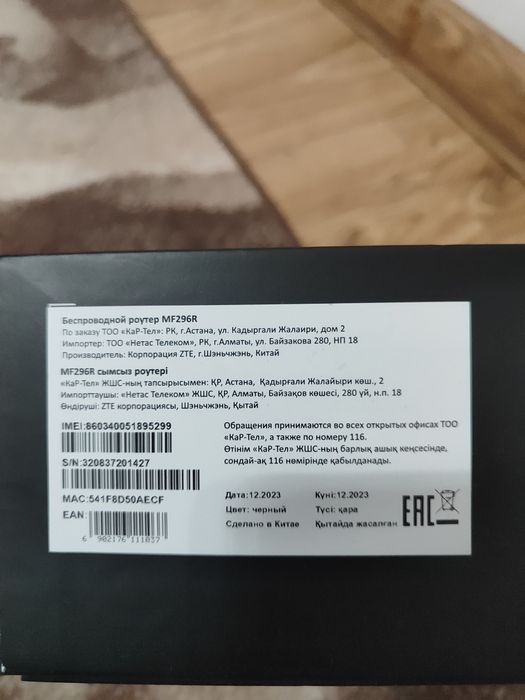 Беспроводной роутер MF296R
По заказу ТОО «КаР-Тел»: РК, г.Астана, ул. Кадыргали Жалаири, дом 2
Импортер: ТОО «Нетас Телеком», РК, г.Алматы, ул. Байзакова 280, НП 18
Производитель: Корпорация ZTE, г.Шэньчжэнь, Китай
MF296R сымсыз роутері
«КаР-Тел» ЖШС-ның тапсырысымен: ҚР, Астана, Қадырғали Жалайыри көш., 2
Импорттаушы: «Нетас Телеком» ЖШС, ҚР, Алматы, Байзақов көшесі, 280 үй, н.п. 18
Өндіруші: ZTE корпорациясы, Шэньчжэнь, Қытай
IMEI:860340051895299
S/N:320837201427
MAC:541F8D50AECF
EAN:
6 902176 111037
Обращения принимаются во всех открытых офисах ТОО
«КаР-Тел», а также по номеру 116.
Өтінім «КаР-Тел» ЖШС-ның барлық ашық кеңсесінде,
сондай-ақ 116 нөмірінде қабылданады.
Дата:12.2023 Күні:12.2023
Цвет: черный Түсі: қара
Сделано в Китае Қытайда жасалған
EAC